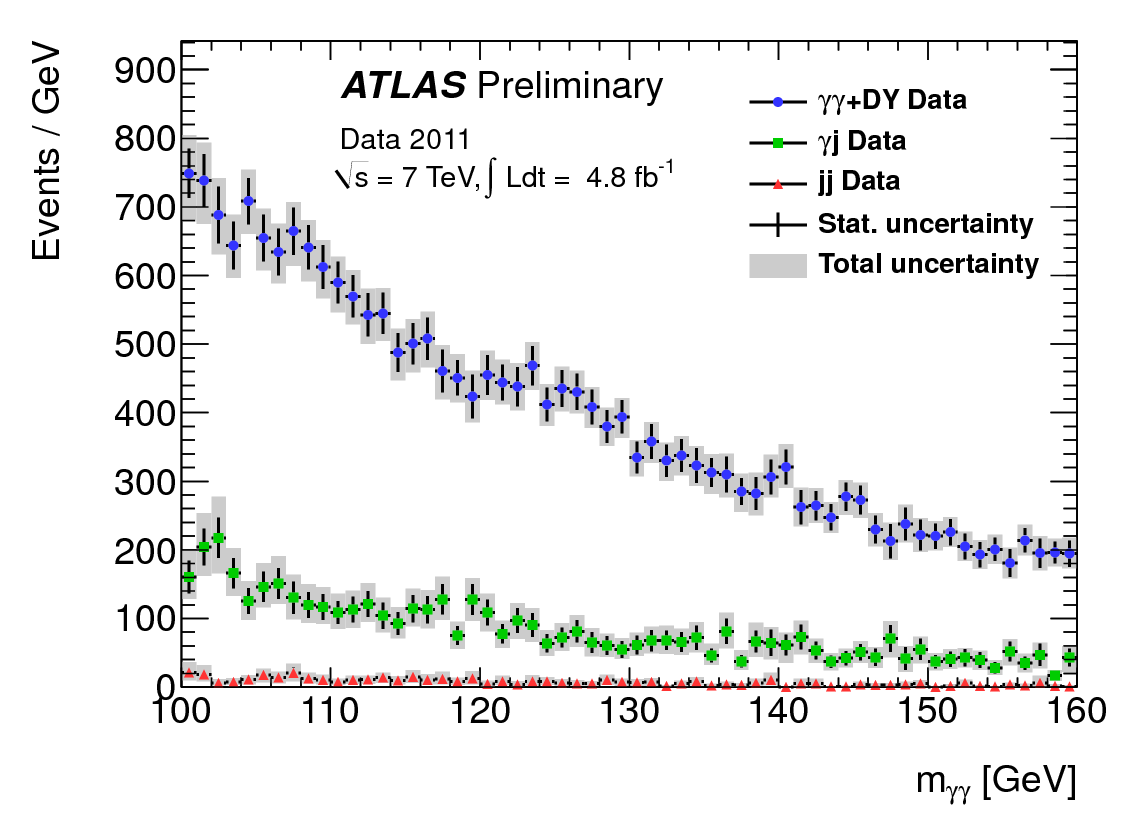 Events / GeV
900
800
700
600
500
400
300
200
100
0
ATLAS Preliminary
Data 2011
√s = 7 TeV, ∫ Ldt = 4.8 fb⁻¹
γγ+DY Data
γj Data
jj Data
Stat. uncertainty
Total uncertainty
100 110 120 130 140 150 160
mγγ [GeV]